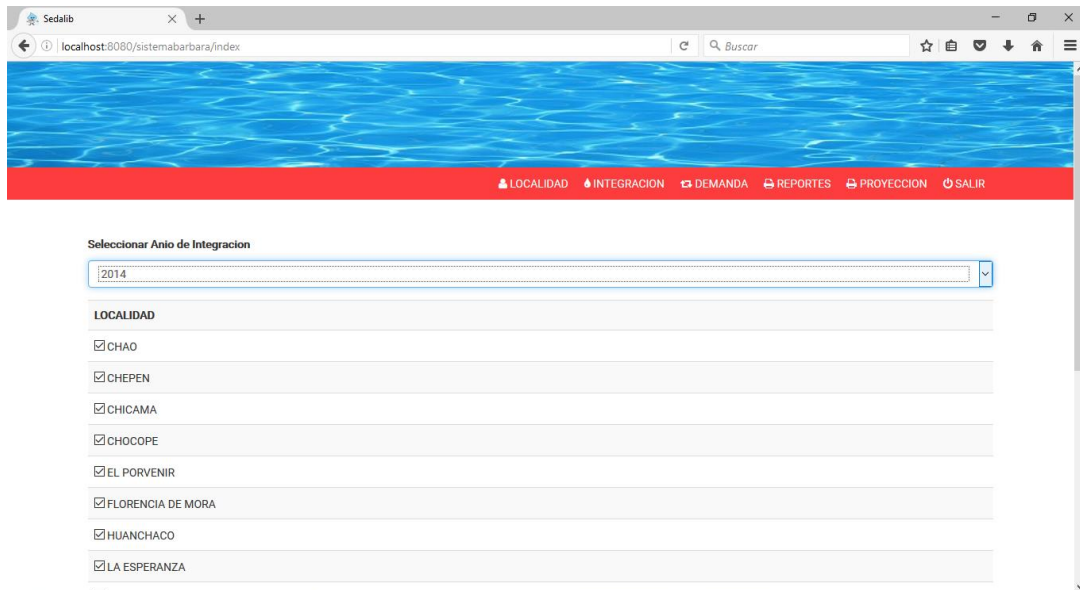 Sedalib
localhost:8080/sistemabarbara/index
Buscar
LOCALIDAD INTEGRACION DEMANDA REPORTES PROYECCION SALIR
Seleccionar Anio de Integracion
2014
LOCALIDAD
CHAO
CHEPEN
CHICAMA
CHOCOPE
EL PORVENIR
FLORENCIA DE MORA
HUANCHACO
LA ESPERANZA